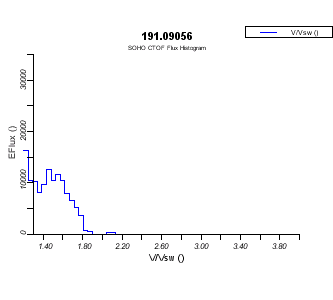 191.09056
SOHO CTOF Flux Histogram
V/Vsw ()
EFlux ()
30000
20000
10000
0
1.40 1.80 2.20 2.60 3.00 3.40 3.80
V/Vsw ()